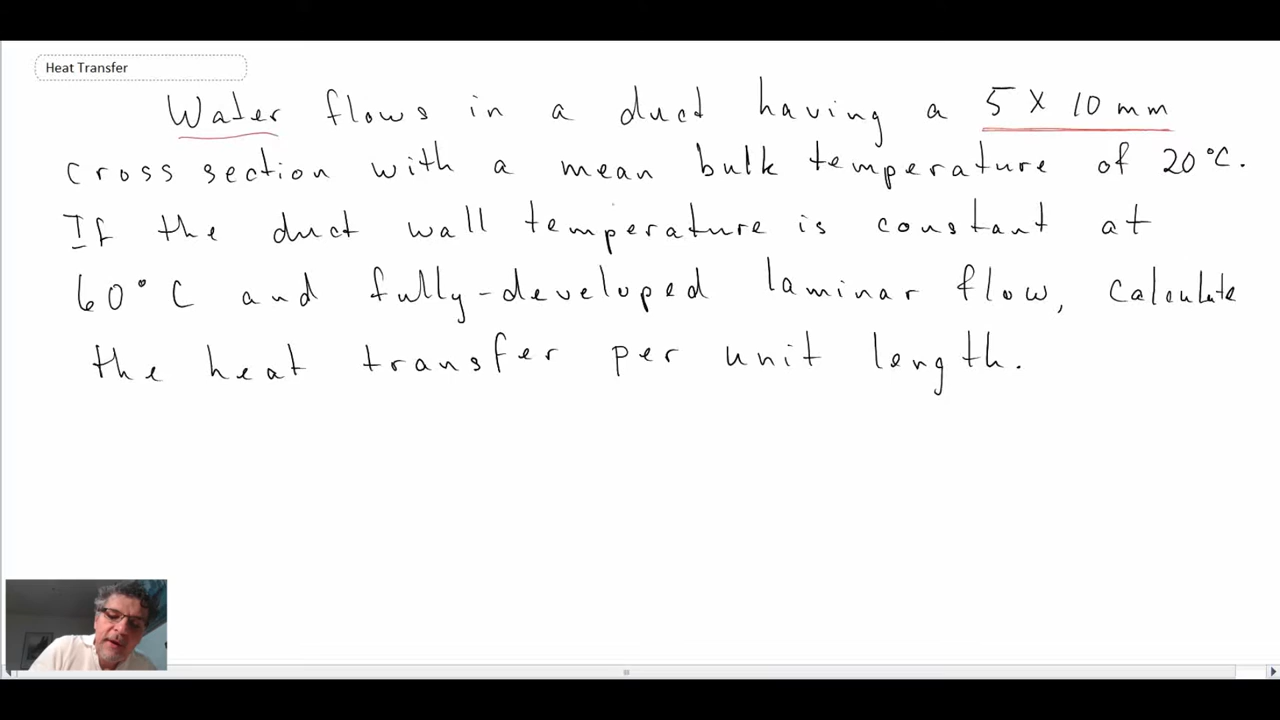 Heat Transfer
Water flows in a duct having a 5 X 10 mm
cross section with a mean bulk temperature of 20°C.
If the duct wall temperature is constant at
60°C and fully-developed laminar flow, calculate
the heat transfer per unit length.